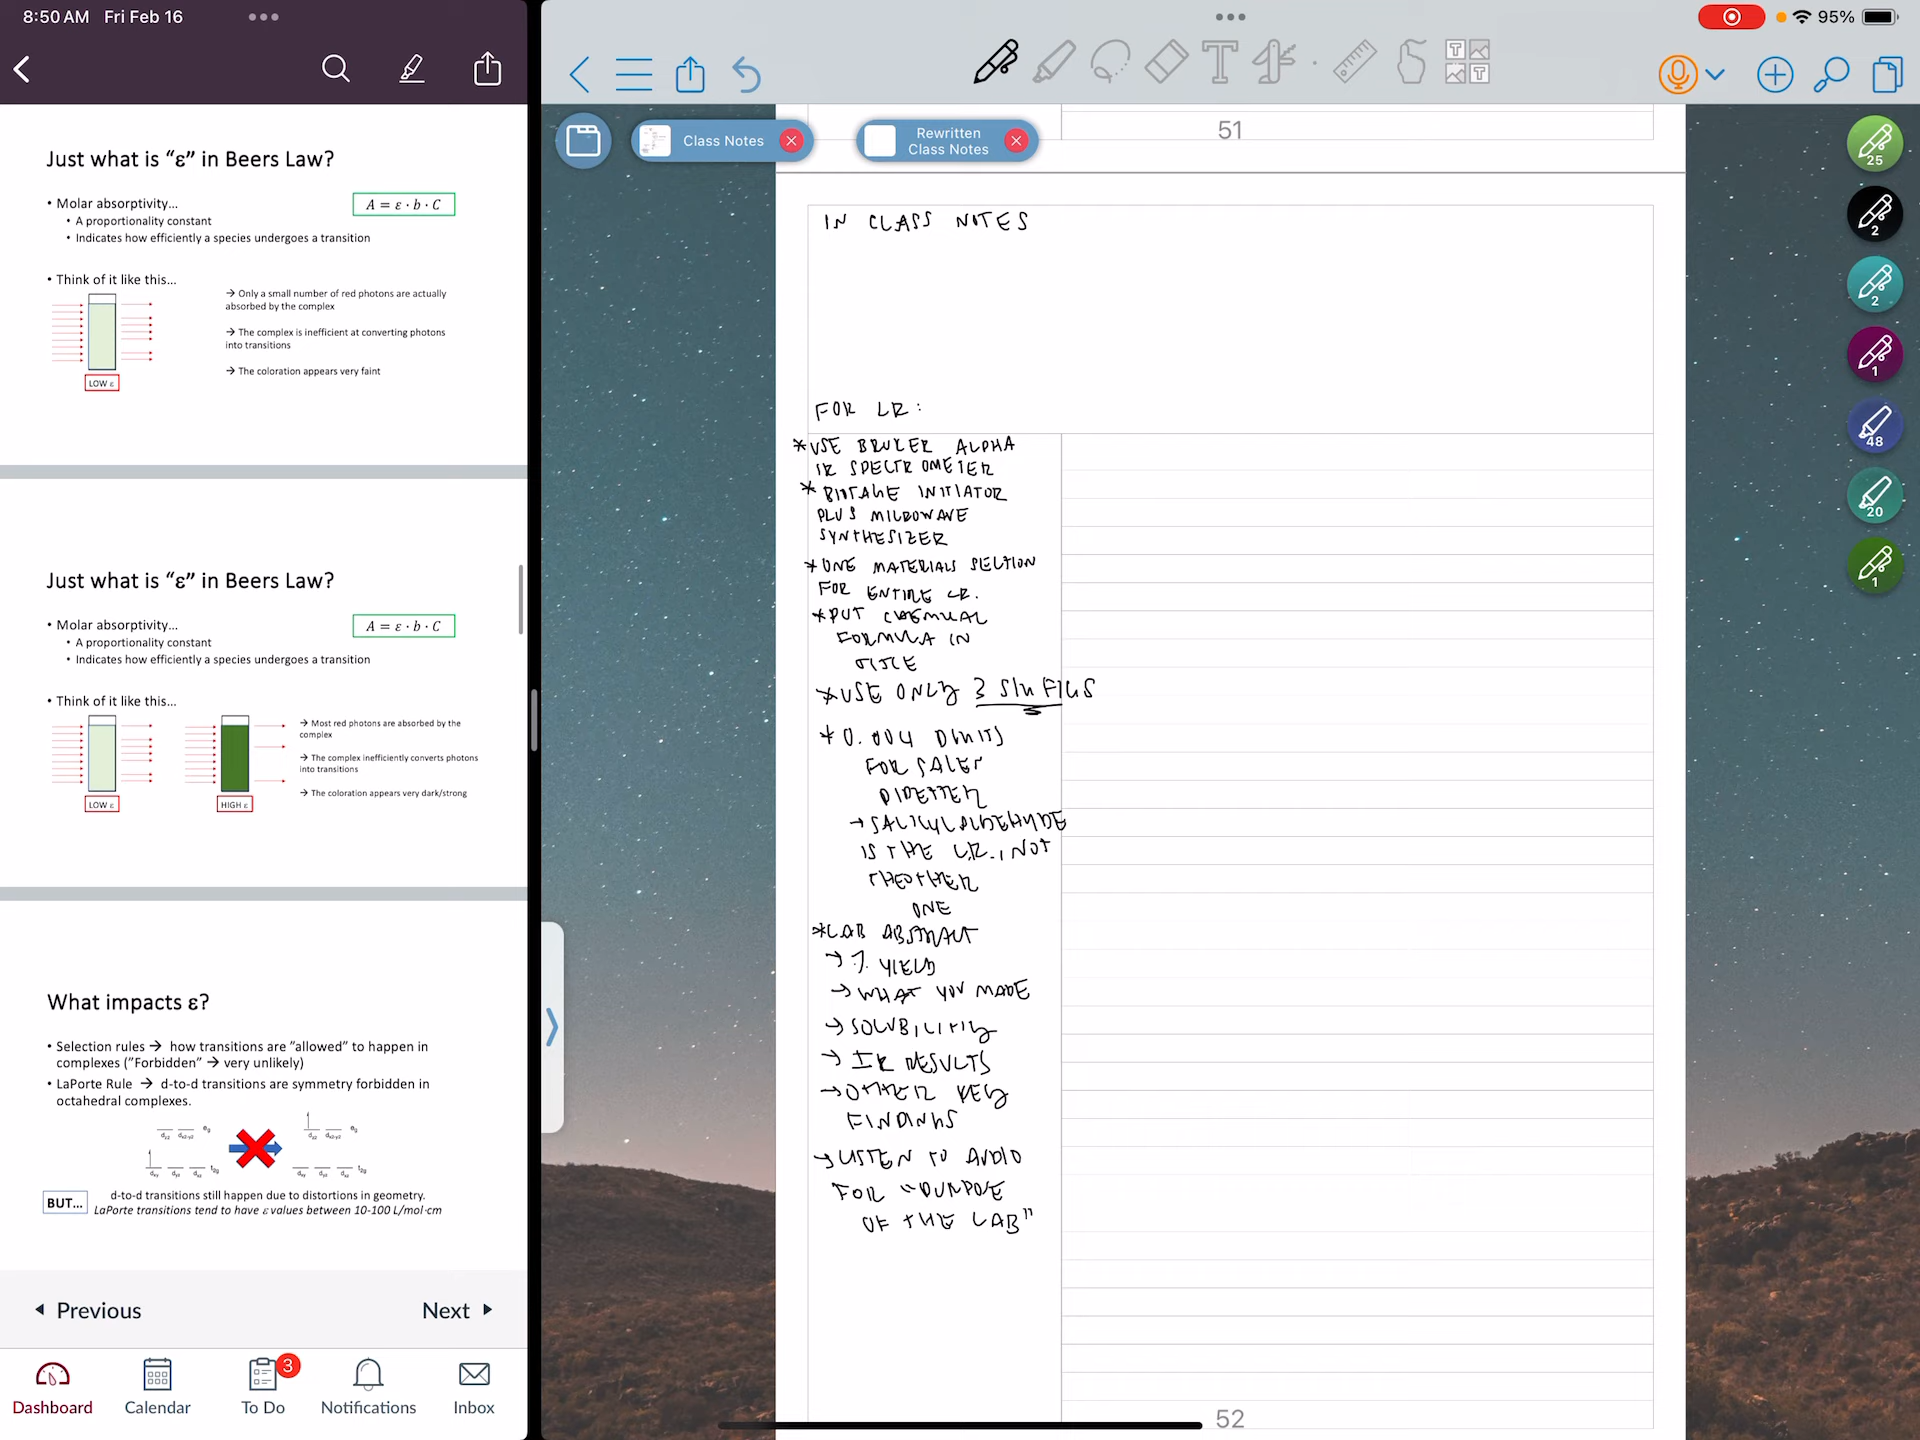 8:50 AM Fri Feb 16
95%
Just what is “ε” in Beers Law?
• Molar absorptivity...
A = ε · b · C
• A proportionality constant
• Indicates how efficiently a species undergoes a transition
• Think of it like this...
→ Only a small number of red photons are actually
absorbed by the complex
→ The complex is inefficient at converting photons
into transitions
→ The coloration appears very faint
LOW ε
Just what is “ε” in Beers Law?
• Molar absorptivity...
A = ε · b · C
• A proportionality constant
• Indicates how efficiently a species undergoes a transition
• Think of it like this...
→ Most red photons are absorbed by the
complex
→ The complex inefficiently converts photons
into transitions
→ The coloration appears very dark/strong
LOW ε
HIGH ε
What impacts ε?
• Selection rules → how transitions are ”allowed” to happen in
complexes (”Forbidden” → very unlikely)
• LaPorte Rule → d-to-d transitions are symmetry forbidden in
octahedral complexes.
BUT...
d-to-d transitions still happen due to distortions in geometry.
LaPorte transitions tend to have ε values between 10-100 L/mol·cm
Previous
Next
Dashboard
Calendar
3
To Do
Notifications
Inbox
Class Notes
Rewritten
Class Notes
51
IN CLASS NOTES
FOR LR:
*USE BRUKER ALPHA
IR SPECTROMETER
* BIOTAGE INITIATOR
PLUS MICROWAVE
SYNTHESIZER
*ONE MATERIALS SECTION
FOR ENTIRE LR.
*PUT CHEMICAL
FORMULA IN
TITLE
*USE ONLY 3 SIG FIGS
*0.004 DIGITS
FOR SALEN
→SALICYLALDEHYDE
IS THE L.R., NOT
THE OTHER
ONE
*LAB ABSTRACT
→ % YIELD
→WHAT YOU MADE
→SOLUBILITY
→ IR RESULTS
→OTHER KEY
FINDINGS
→LISTEN TO AUDIO
FOR “PURPOSE
OF THE LAB”
52
25
2
2
1
48
20
1